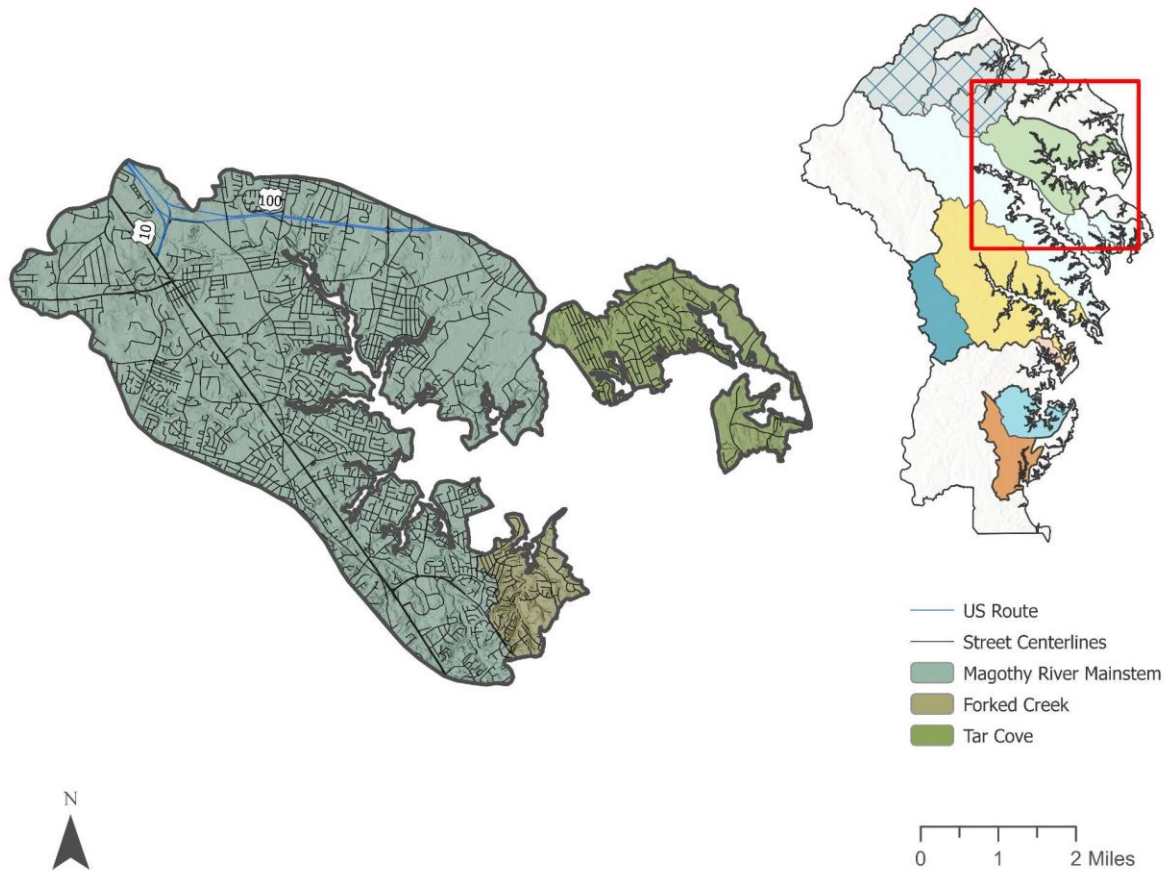 100
10
US Route
Street Centerlines
Magothy River Mainstem
Forked Creek
Tar Cove
N
0 1 2 Miles